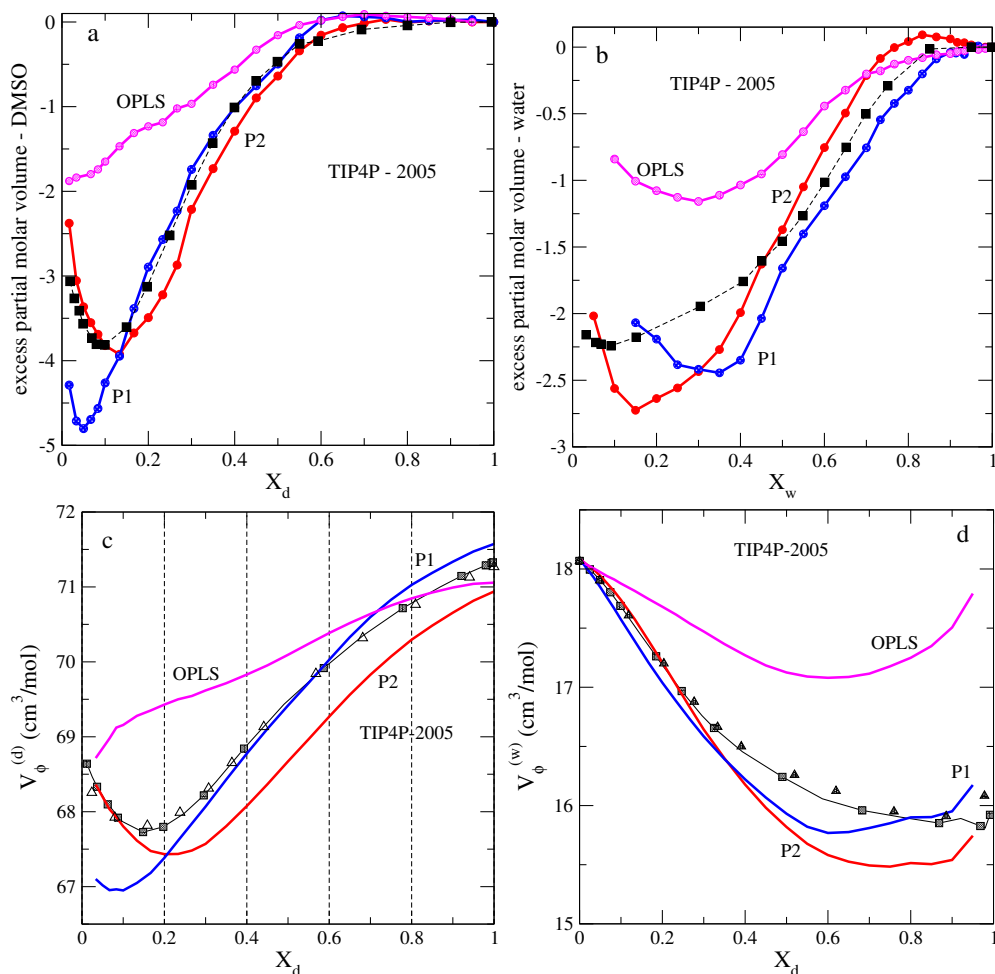 a
OPLS
P2
TIP4P - 2005
P1
0
-1
-2
-3
-4
-5
0 0.2 0.4 0.6 0.8 1
X_d
excess partial molar volume - DMSO
b
TIP4P - 2005
OPLS
P2
P1
0
-0.5
-1
-1.5
-2
-2.5
-3
0 0.2 0.4 0.6 0.8 1
X_w
excess partial molar volume - water
c
P1
OPLS
P2
TIP4P-2005
72
71
70
69
68
67
0 0.2 0.4 0.6 0.8 1
X_d
V_ϕ^(d) (cm^3/mol)
TIP4P-2005
d
OPLS
P1
P2
18
17
16
15
0 0.2 0.4 0.6 0.8 1
X_d
V_ϕ^(w) (cm^3/mol)